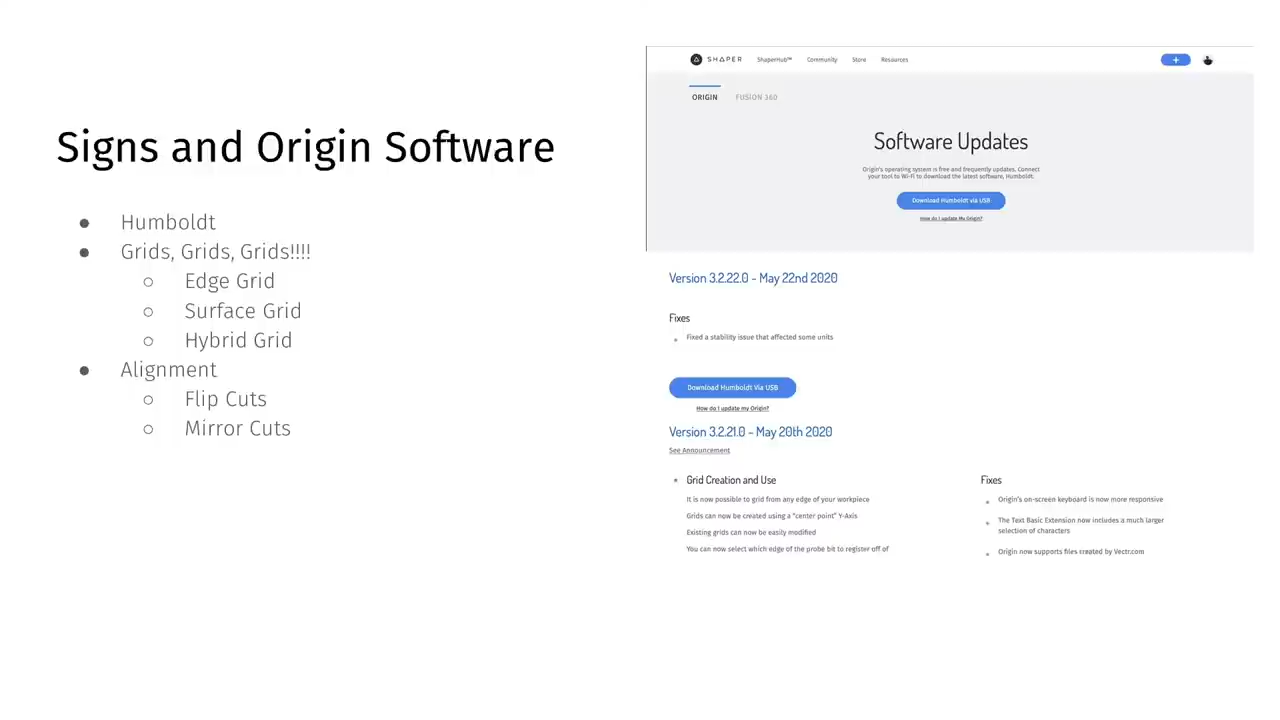 Signs and Origin Software
● Humboldt
● Grids, Grids, Grids!!!!
○ Edge Grid
○ Surface Grid
○ Hybrid Grid
● Alignment
○ Flip Cuts
○ Mirror Cuts
SHAPER ShaperHub™ Community Store Resources
ORIGIN FUSION 360
Software Updates
Origin's operating system is free and frequently updates. Connect
your tool to Wi-Fi to download the latest software, Humboldt.
Download Humboldt via USB
How do I update My Origin?
Version 3.2.22.0 - May 22nd 2020
Fixes
Fixed a stability issue that affected some units
Download Humboldt Via USB
How do I update my Origin?
Version 3.2.21.0 - May 20th 2020
See Announcement
Grid Creation and Use
It is now possible to grid from any edge of your workpiece
Grids can now be created using a "center point" Y-Axis
Existing grids can now be easily modified
You can now select which edge of the probe bit to register off of
Fixes
Origin's on-screen keyboard is now more responsive
The Text Basic Extension now includes a much larger
selection of characters
Origin now supports files created by Vectr.com